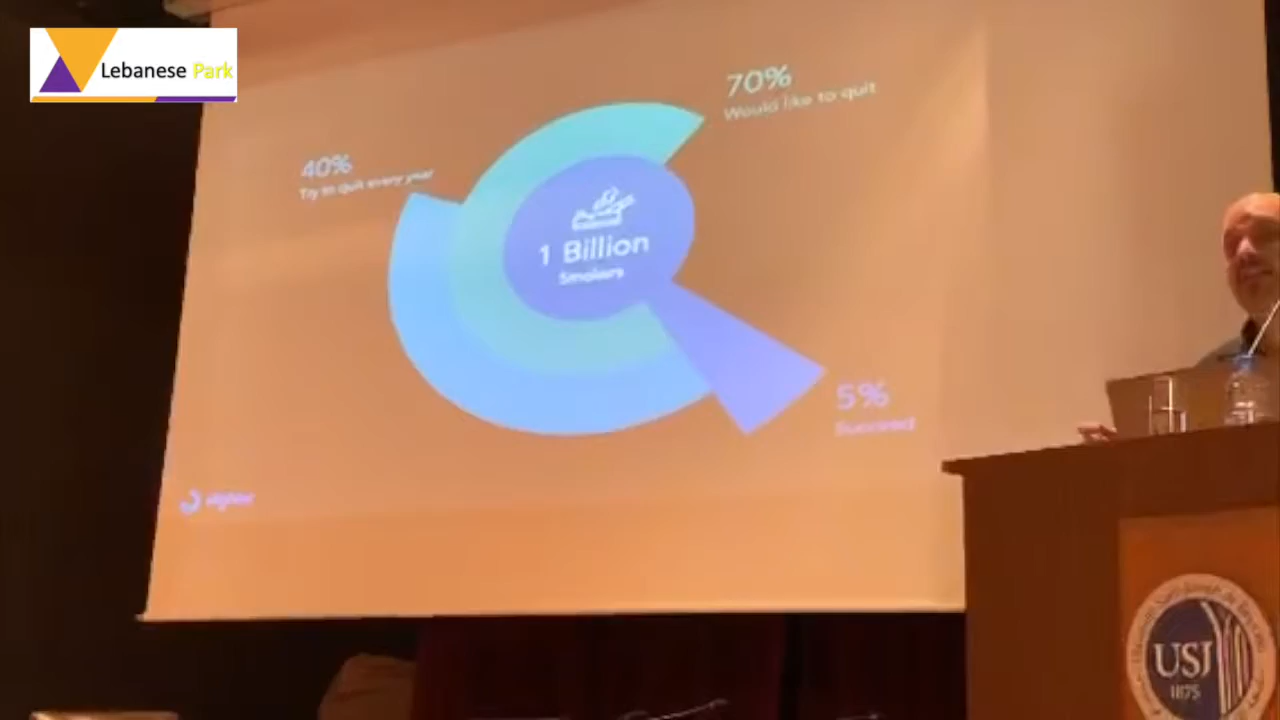 Lebanese Park
70%
Would like to quit
40%
Try to quit every year
1 Billion
Smokers
5%
Succeed
USJ
1875